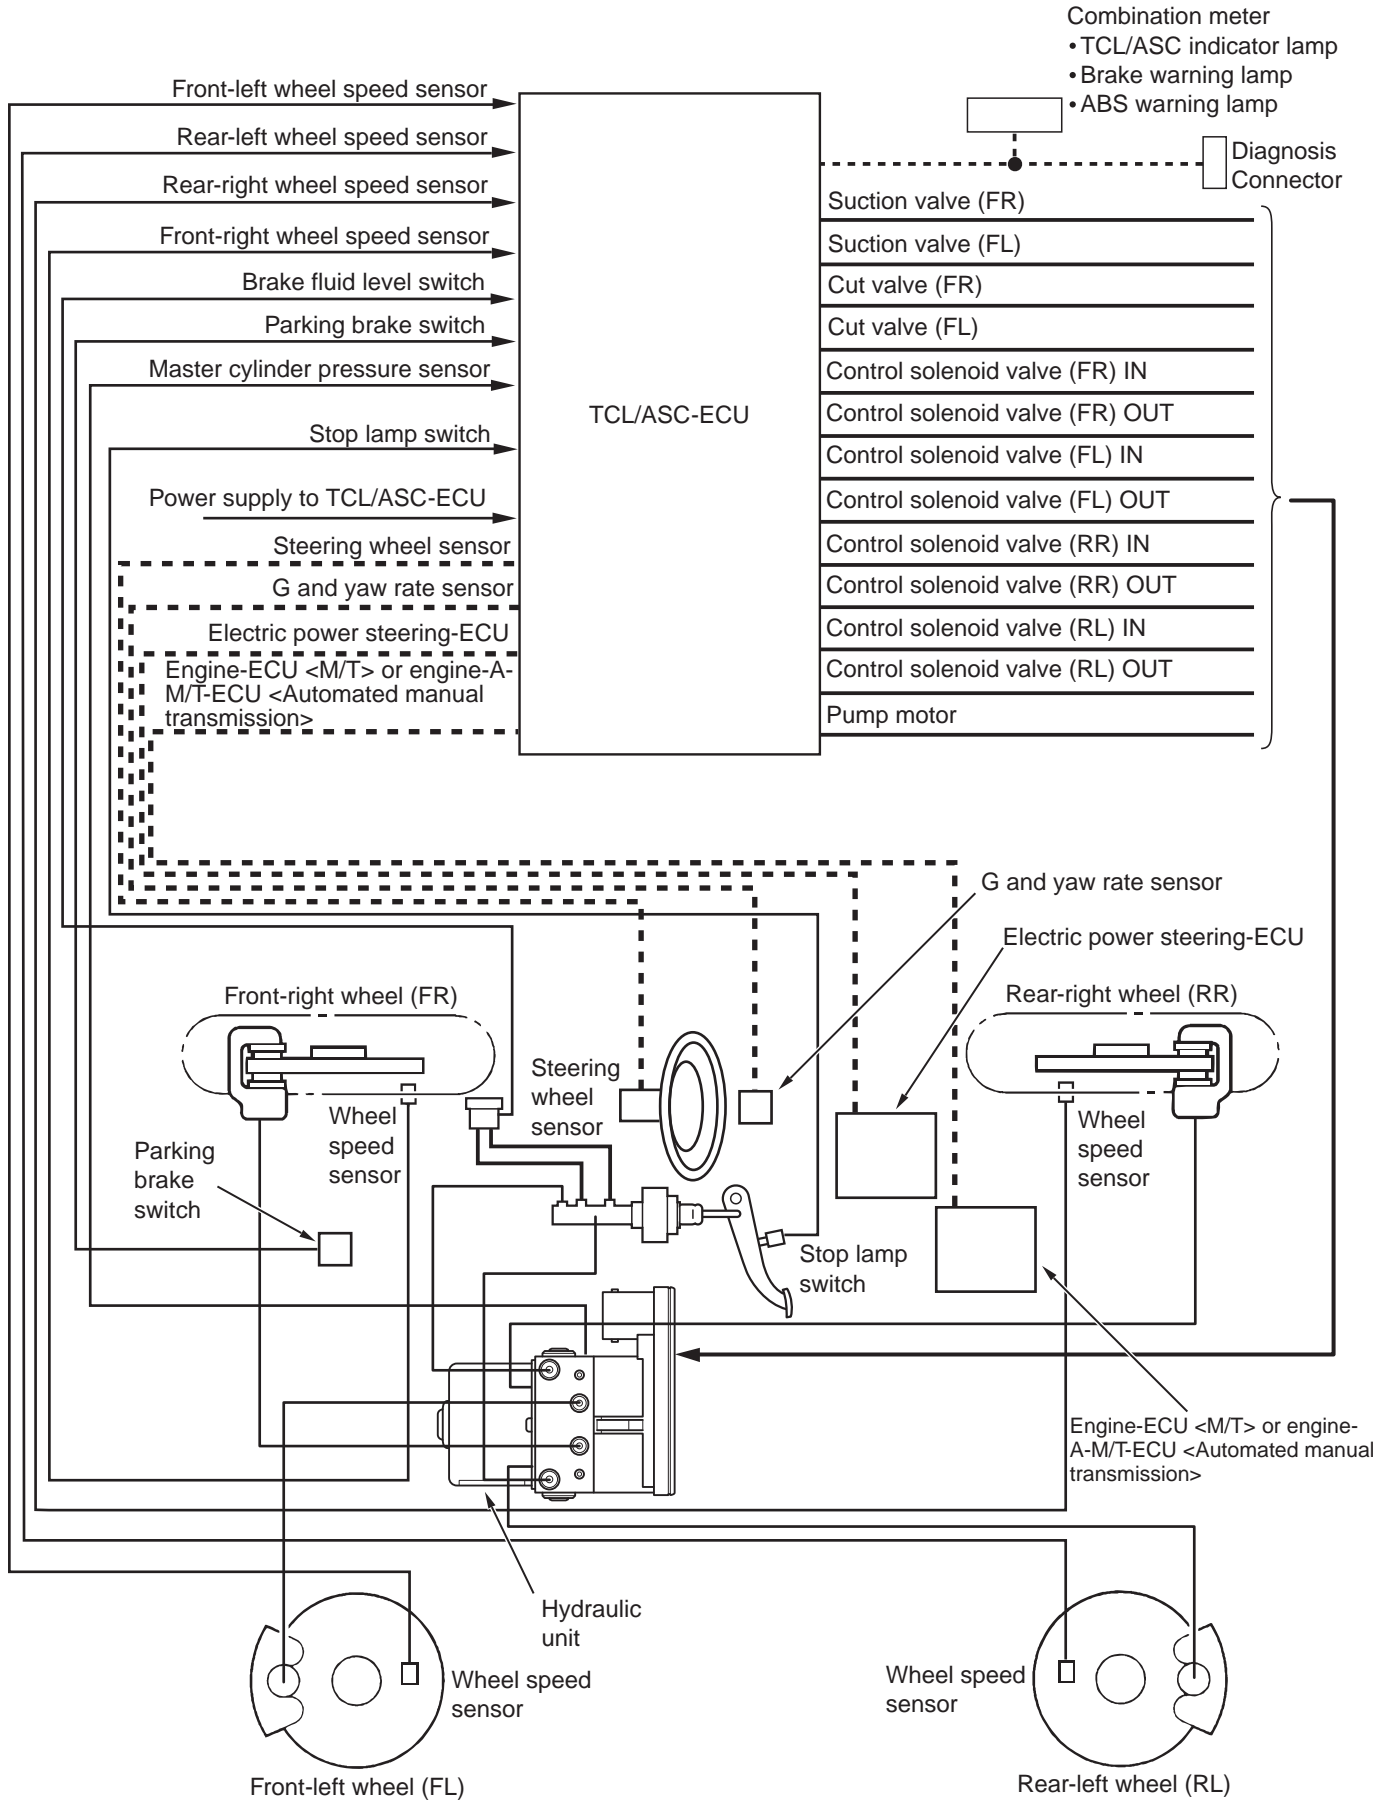 Combination meter
•TCL/ASC indicator lamp
•Brake warning lamp
•ABS warning lamp
Diagnosis
Connector
Front-left wheel speed sensor
Rear-left wheel speed sensor
Rear-right wheel speed sensor
Front-right wheel speed sensor
Brake fluid level switch
Parking brake switch
Master cylinder pressure sensor
Stop lamp switch
Power supply to TCL/ASC-ECU
Steering wheel sensor
G and yaw rate sensor
Electric power steering-ECU
Engine-ECU <M/T> or engine-A-
M/T-ECU <Automated manual
transmission>
TCL/ASC-ECU
Suction valve (FR)
Suction valve (FL)
Cut valve (FR)
Cut valve (FL)
Control solenoid valve (FR) IN
Control solenoid valve (FR) OUT
Control solenoid valve (FL) IN
Control solenoid valve (FL) OUT
Control solenoid valve (RR) IN
Control solenoid valve (RR) OUT
Control solenoid valve (RL) IN
Control solenoid valve (RL) OUT
Pump motor
G and yaw rate sensor
Electric power steering-ECU
Front-right wheel (FR)
Rear-right wheel (RR)
Steering
wheel
sensor
Wheel
speed
sensor
Wheel
speed
sensor
Parking
brake
switch
Stop lamp
switch
Engine-ECU <M/T> or engine-
A-M/T-ECU <Automated manual
transmission>
Hydraulic
unit
Wheel speed
sensor
Wheel speed
sensor
Front-left wheel (FL)
Rear-left wheel (RL)